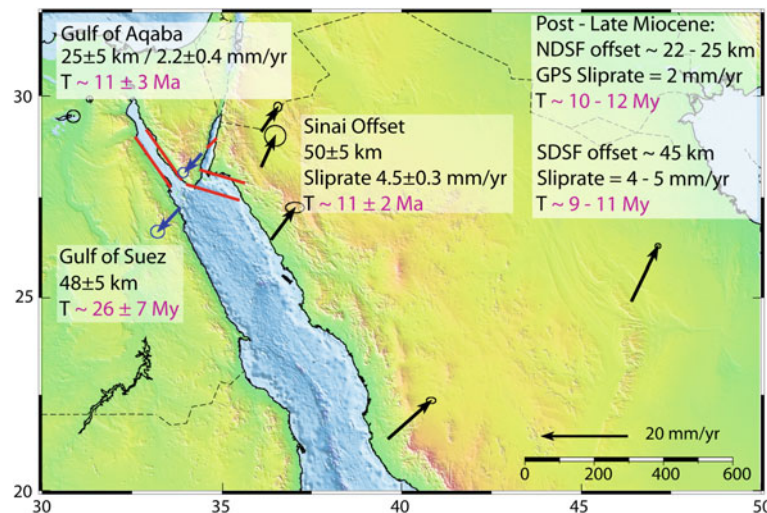 Gulf of Aqaba
25±5 km / 2.2±0.4 mm/yr
T ~ 11 ± 3 Ma
Post - Late Miocene:
NDSF offset ~ 22 - 25 km
GPS Sliprate = 2 mm/yr
T ~ 10 - 12 My
SDSF offset ~ 45 km
Sliprate = 4 - 5 mm/yr
T ~ 9 - 11 My
Sinai Offset
50±5 km
Sliprate 4.5±0.3 mm/yr
T ~ 11 ± 2 Ma
Gulf of Suez
48±5 km
T ~ 26 ± 7 My
30
25
20
20 mm/yr
0 200 400 600
30 35 40 45 50